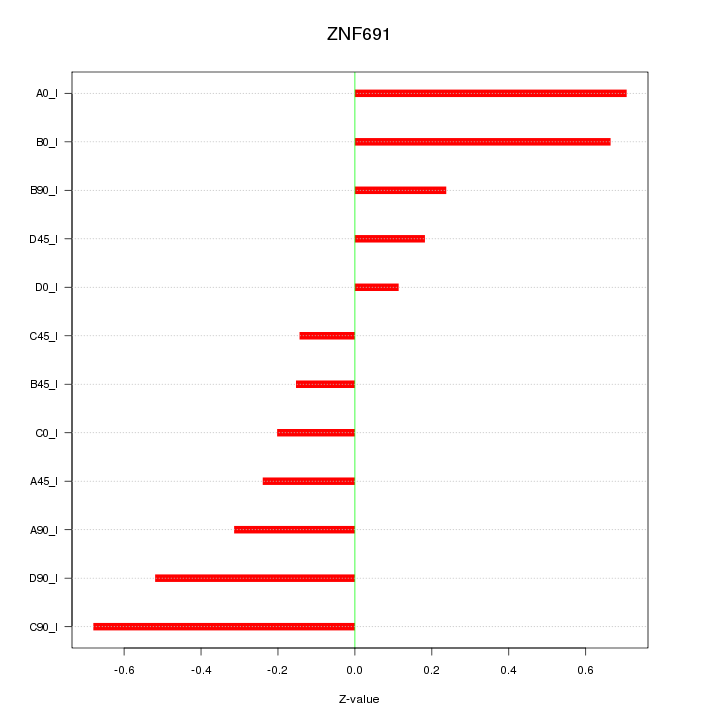 ZNF691
A0_I
B0_I
B90_I
D45_I
D0_I
C45_I
B45_I
C0_I
A45_I
A90_I
D90_I
C90_I
-0.6 -0.4 -0.2 0.0 0.2 0.4 0.6
Z-value